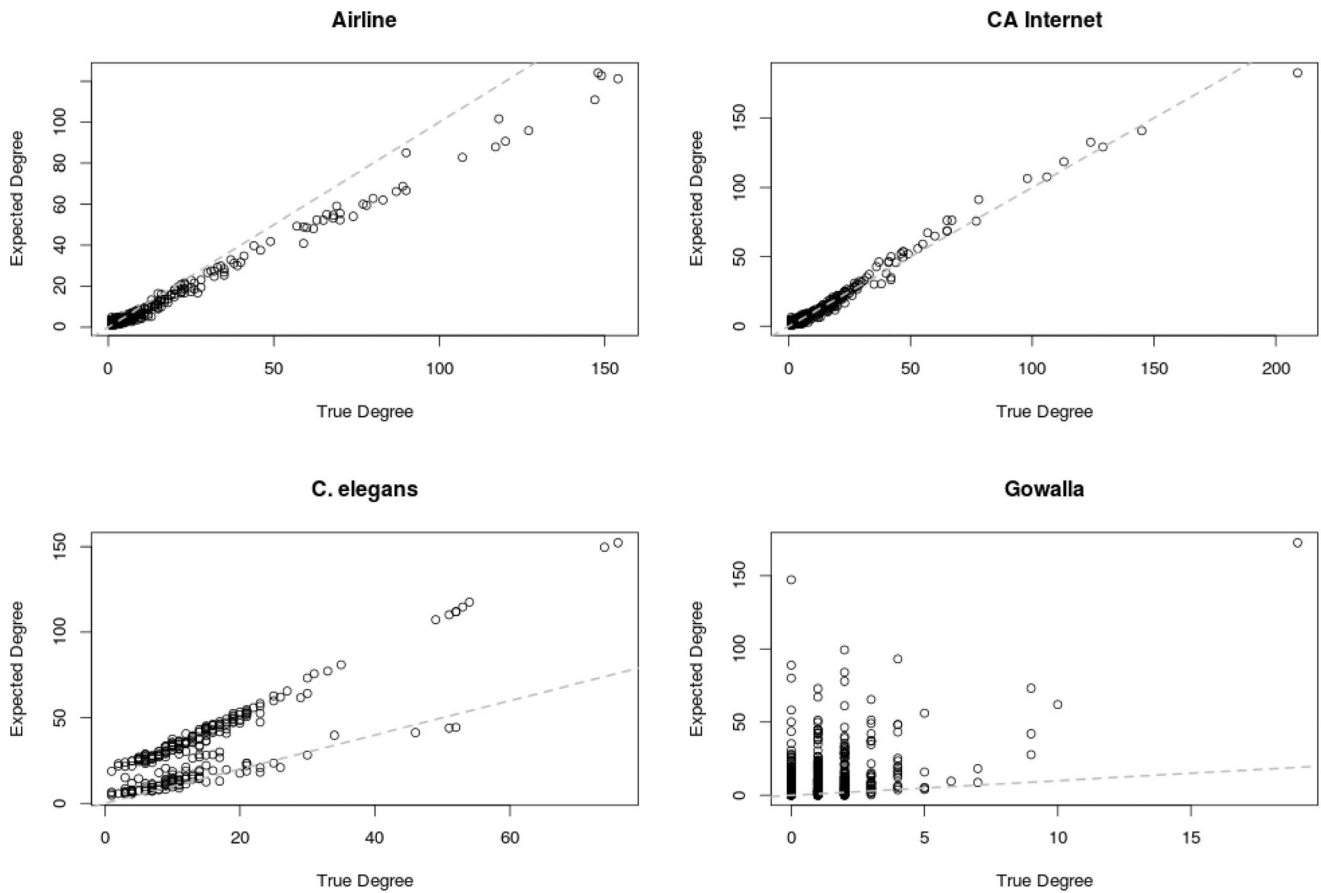 Airline
Expected Degree
0 20 40 60 80 100
0 50 100 150
True Degree
CA Internet
Expected Degree
0 50 100 150
0 50 100 150 200
True Degree
C. elegans
Expected Degree
0 50 100 150
0 20 40 60
True Degree
Gowalla
Expected Degree
0 50 100 150
0 5 10 15
True Degree